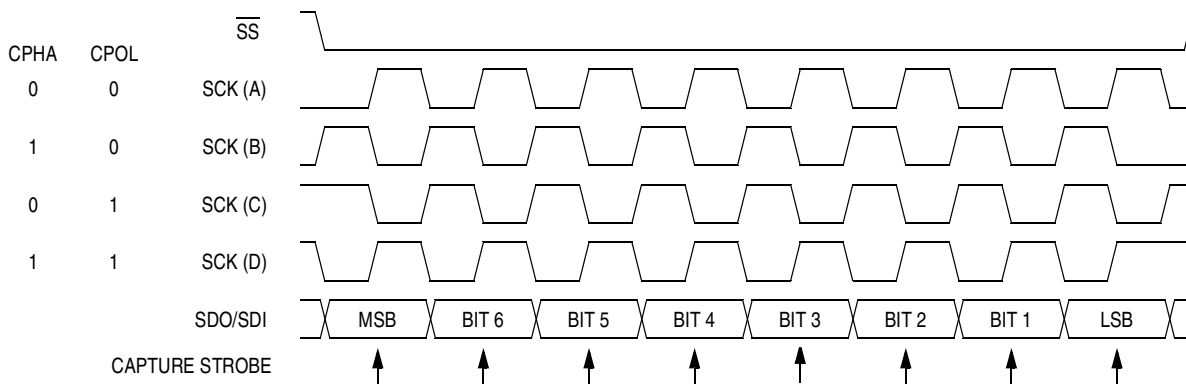 SS
CPHA CPOL
0 0 SCK (A)
1 0 SCK (B)
0 1 SCK (C)
1 1 SCK (D)
SDO/SDI MSB BIT 6 BIT 5 BIT 4 BIT 3 BIT 2 BIT 1 LSB
CAPTURE STROBE